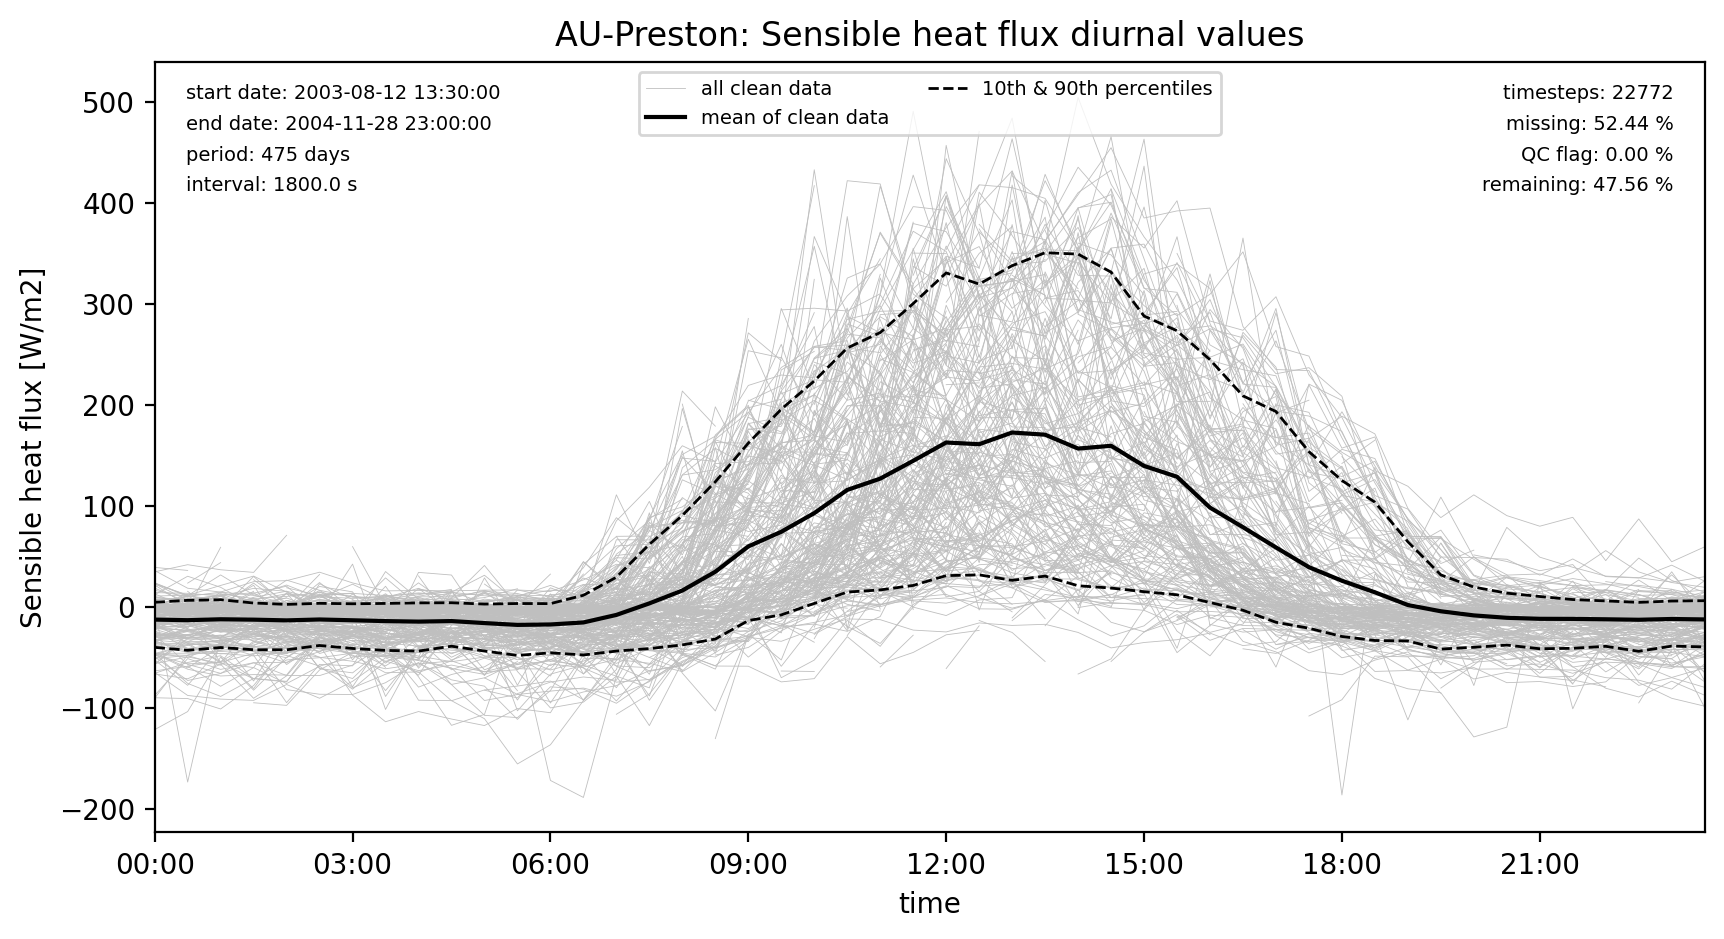 AU-Preston: Sensible heat flux diurnal values
start date: 2003-08-12 13:30:00
end date: 2004-11-28 23:00:00
period: 475 days
interval: 1800.0 s
all clean data
mean of clean data
10th & 90th percentiles
timesteps: 22772
missing: 52.44 %
QC flag: 0.00 %
remaining: 47.56 %
Sensible heat flux [W/m2]
500
400
300
200
100
0
−100
−200
00:00 03:00 06:00 09:00 12:00 15:00 18:00 21:00
time